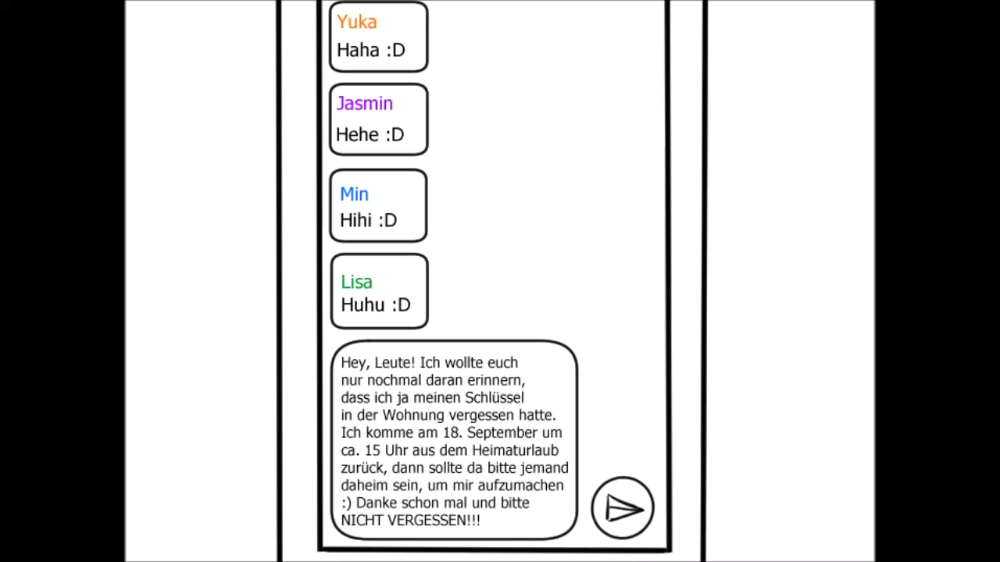 Yuka
Haha :D
Jasmin
Hehe :D
Min
Hihi :D
Lisa
Huhu :D
Hey, Leute! Ich wollte euch
nur nochmal daran erinnern,
dass ich ja meinen Schlüssel
in der Wohnung vergessen hatte.
Ich komme am 18. September um
ca. 15 Uhr aus dem Heimaturlaub
zurück, dann sollte da bitte jemand
daheim sein, um mir aufzumachen
:) Danke schon mal und bitte
NICHT VERGESSEN!!!